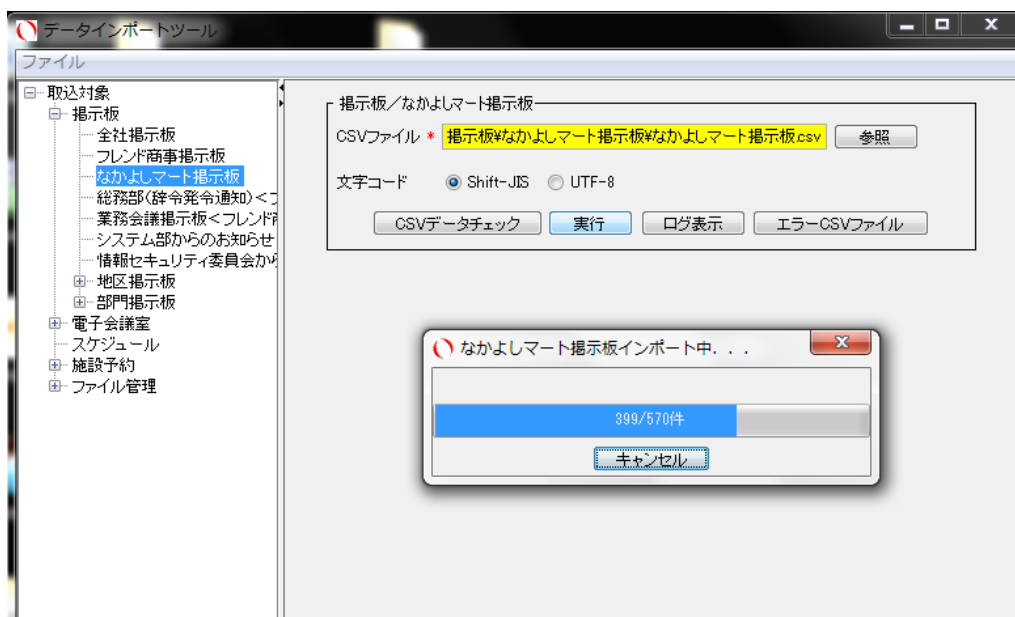 データインポートツール
ファイル
取込対象
掲示板
全社掲示板
フレンド商事掲示板
なかよしマート掲示板
総務部(辞令発令通知)<フ
業務会議掲示板<フレンド商
システム部からのお知らせ
情報セキュリティ委員会から
地区掲示板
部門掲示板
電子会議室
スケジュール
施設予約
ファイル管理
掲示板/なかよしマート掲示板
CSVファイル * 掲示板¥なかよしマート掲示板¥なかよしマート掲示板.csv 参照
文字コード Shift-JIS UTF-8
CSVデータチェック 実行 ログ表示 エラーCSVファイル
なかよしマート掲示板インポート中. . .
399/570件
キャンセル